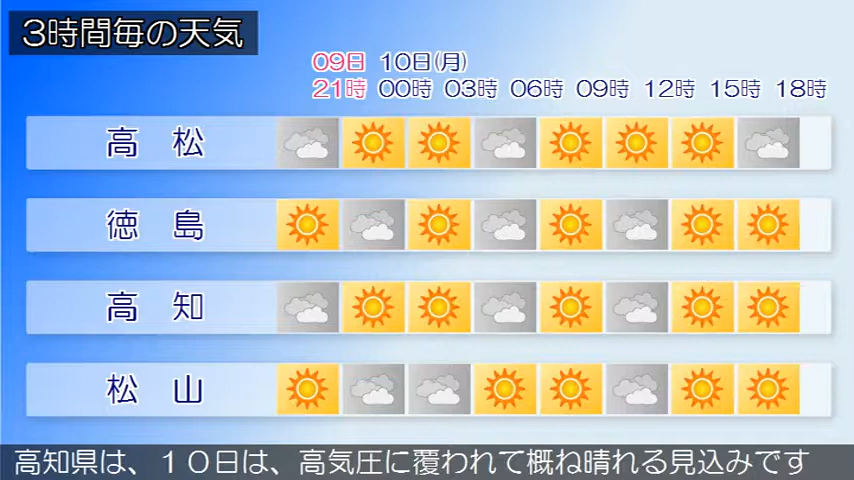 3時間毎の天気
09日 10日(月)
21時 00時 03時 06時 09時 12時 15時 18時
高松
徳島
高知
松山
高知県は、１０日は、高気圧に覆われて概ね晴れる見込みです